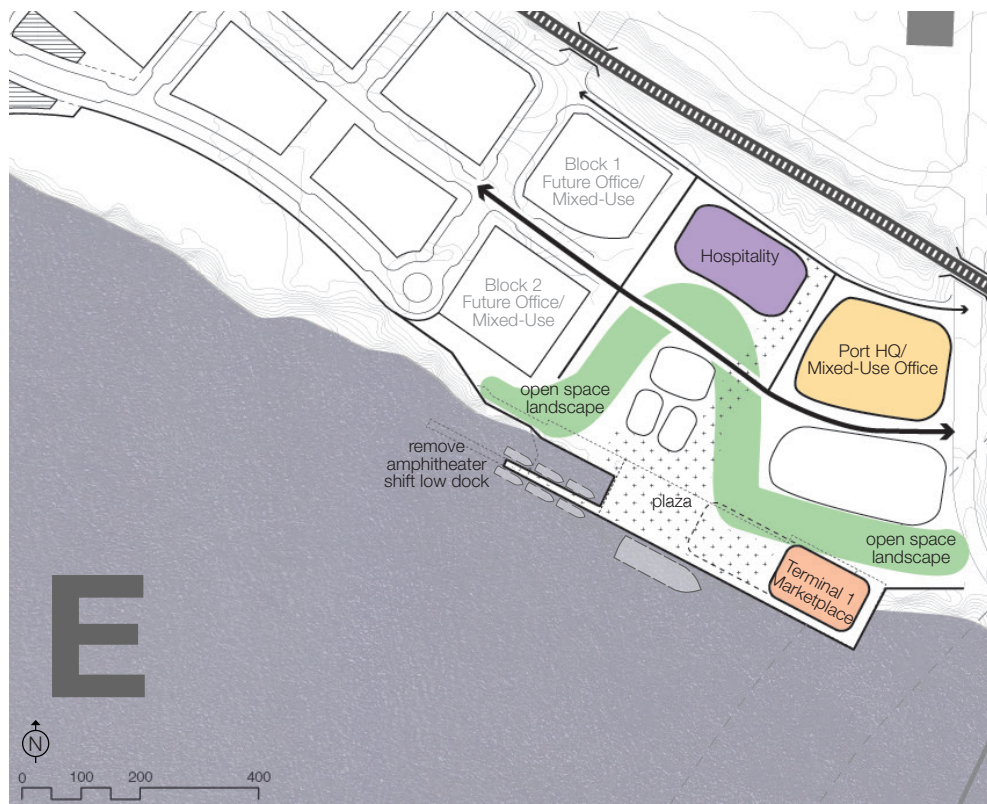 Block 1
Future Office/
Mixed-Use
Hospitality
Block 2
Future Office/
Mixed-Use
Port HQ/
Mixed-Use Office
open space
landscape
remove
amphitheater
shift low dock
plaza
open space
landscape
Terminal 1
Marketplace
E
N
0 100 200 400